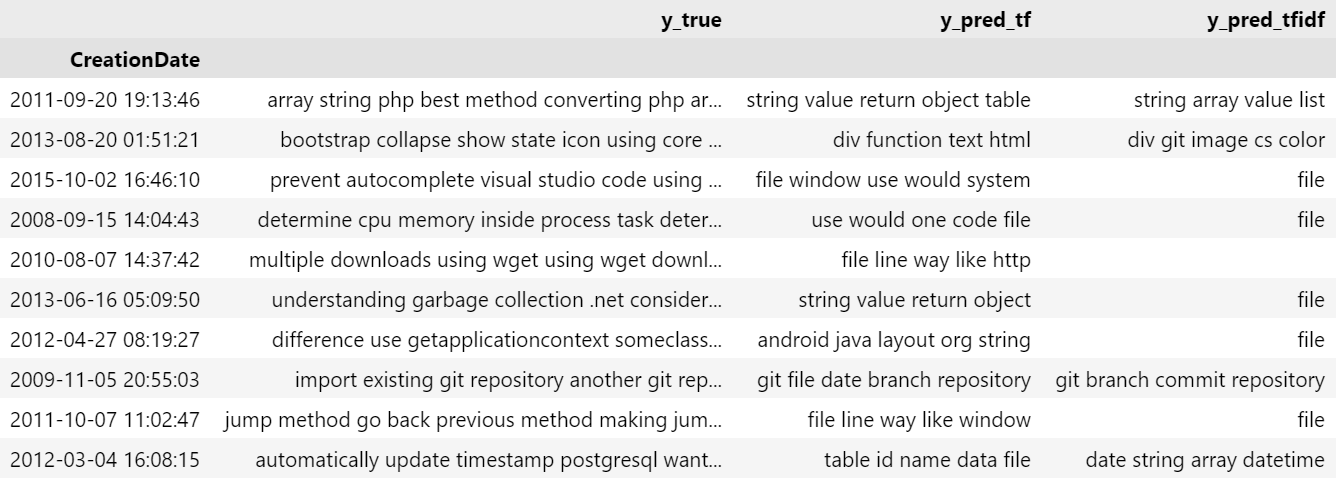 y_true y_pred_tf y_pred_tfidf
CreationDate
2011-09-20 19:13:46 array string php best method converting php ar... string value return object table string array value list
2013-08-20 01:51:21 bootstrap collapse show state icon using core ... div function text html div git image cs color
2015-10-02 16:46:10 prevent autocomplete visual studio code using ... file window use would system file
2008-09-15 14:04:43 determine cpu memory inside process task deter... use would one code file file
2010-08-07 14:37:42 multiple downloads using wget using wget downl... file line way like http
2013-06-16 05:09:50 understanding garbage collection .net consider... string value return object file
2012-04-27 08:19:27 difference use getapplicationcontext someclass... android java layout org string file
2009-11-05 20:55:03 import existing git repository another git rep... git file date branch repository git branch commit repository
2011-10-07 11:02:47 jump method go back previous method making jum... file line way like window file
2012-03-04 16:08:15 automatically update timestamp postgresql want... table id name data file date string array datetime